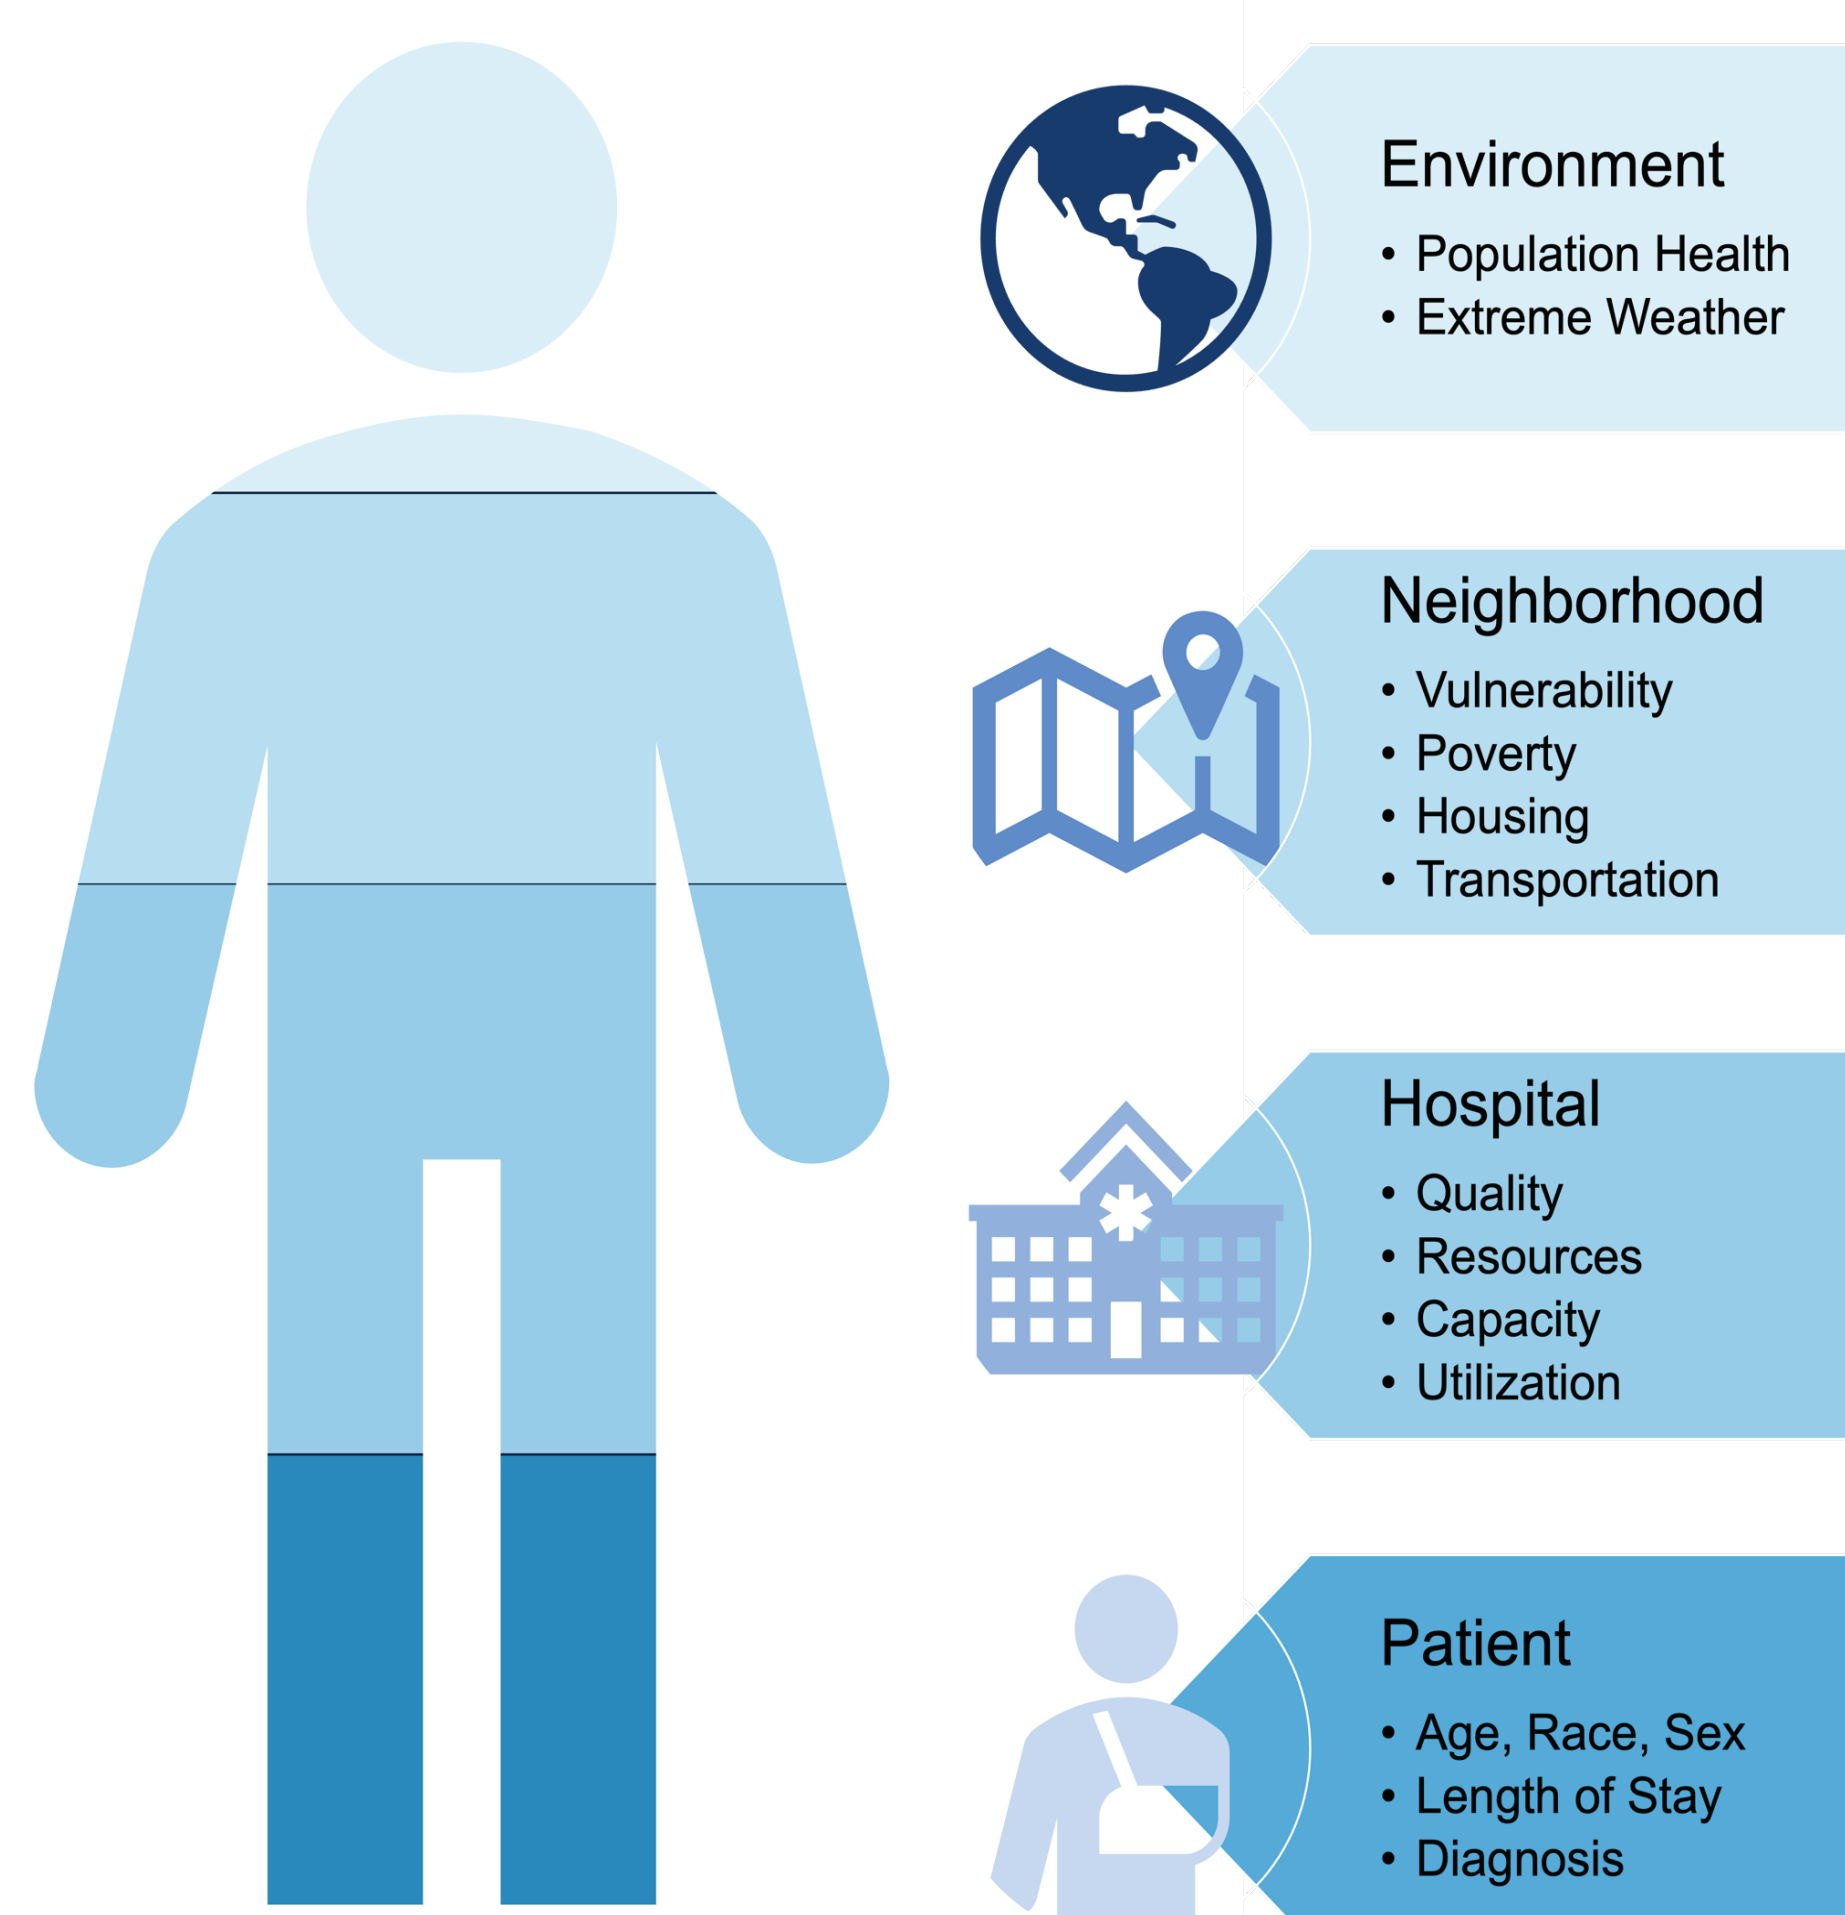 Environment
• Population Health
• Extreme Weather
Neighborhood
• Vulnerability
• Poverty
• Housing
• Transportation
Hospital
• Quality
• Resources
• Capacity
• Utilization
Patient
• Age, Race, Sex
• Length of Stay
• Diagnosis